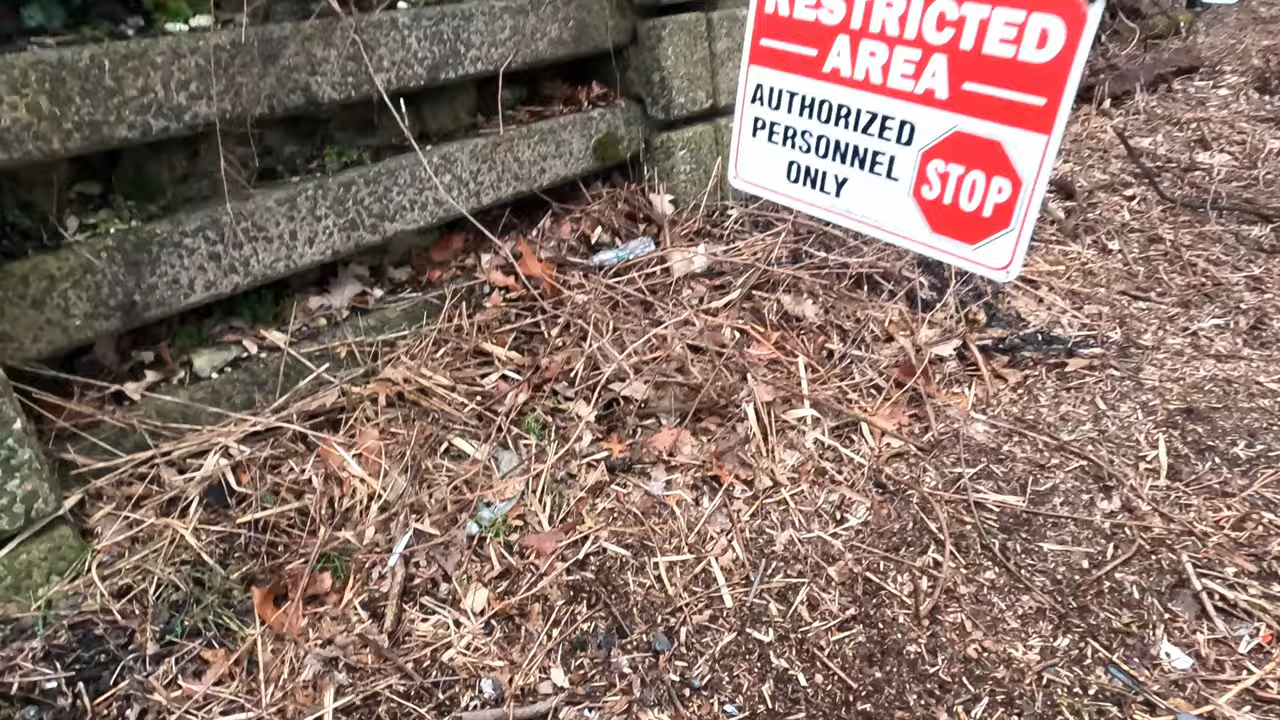 RESTRICTED
AREA
AUTHORIZED
PERSONNEL
ONLY
STOP